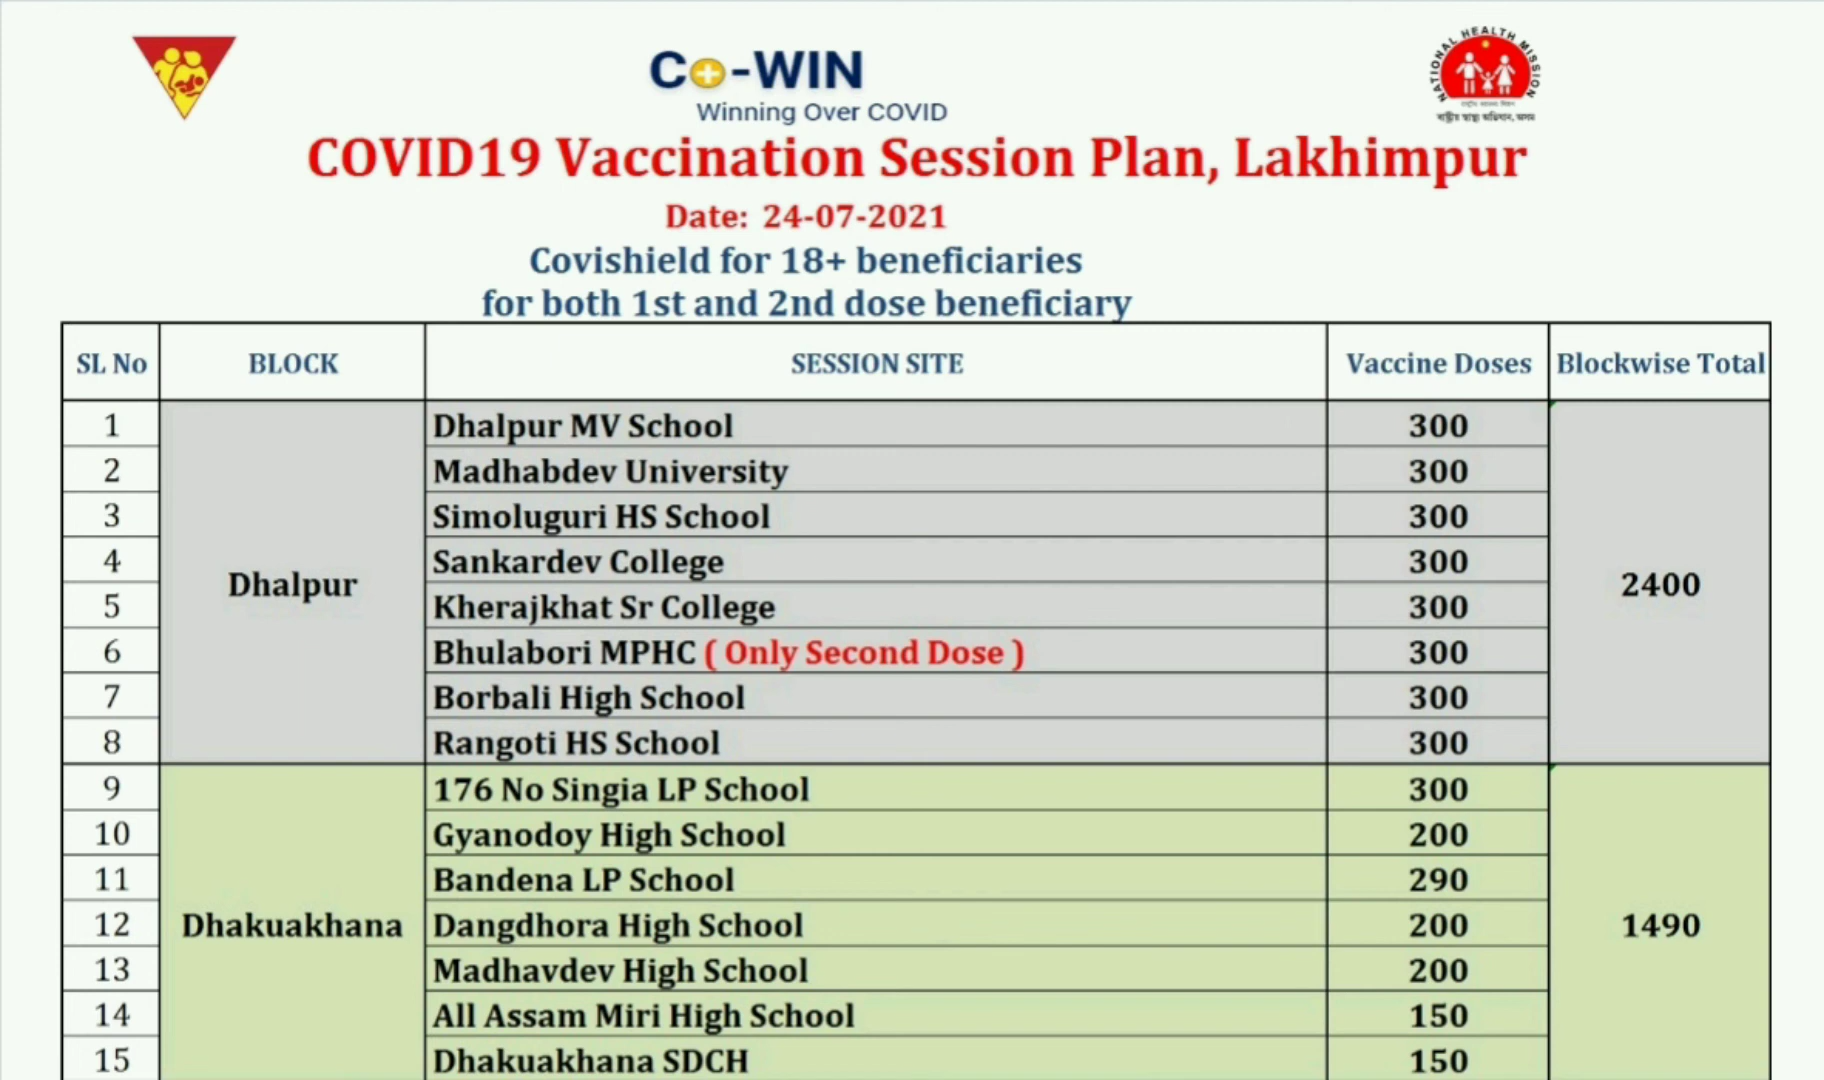 Co-WIN
Winning Over COVID
NATIONAL HEALTH MISSION
COVID19 Vaccination Session Plan, Lakhimpur
Date: 24-07-2021
Covishield for 18+ beneficiaries
for both 1st and 2nd dose beneficiary
SL No BLOCK SESSION SITE Vaccine Doses Blockwise Total
1 Dhalpur MV School 300
2 Madhabdev University 300
3 Simoluguri HS School 300
4 Sankardev College 300
Dhalpur 2400
5 Kherajkhat Sr College 300
6 Bhulabori MPHC ( Only Second Dose ) 300
7 Borbali High School 300
8 Rangoti HS School 300
9 176 No Singia LP School 300
10 Gyanodoy High School 200
11 Bandena LP School 290
12 Dhakuakhana Dangdhora High School 200 1490
13 Madhavdev High School 200
14 All Assam Miri High School 150
15 Dhakuakhana SDCH 150